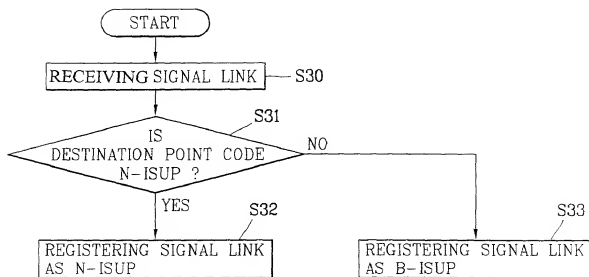 START
RECEIVING SIGNAL LINK
S30
S31
IS
DESTINATION POINT CODE
N-ISUP ?
NO
YES
S32
S33
REGISTERING SIGNAL LINK
AS N-ISUP
REGISTERING SIGNAL LINK
AS B-ISUP